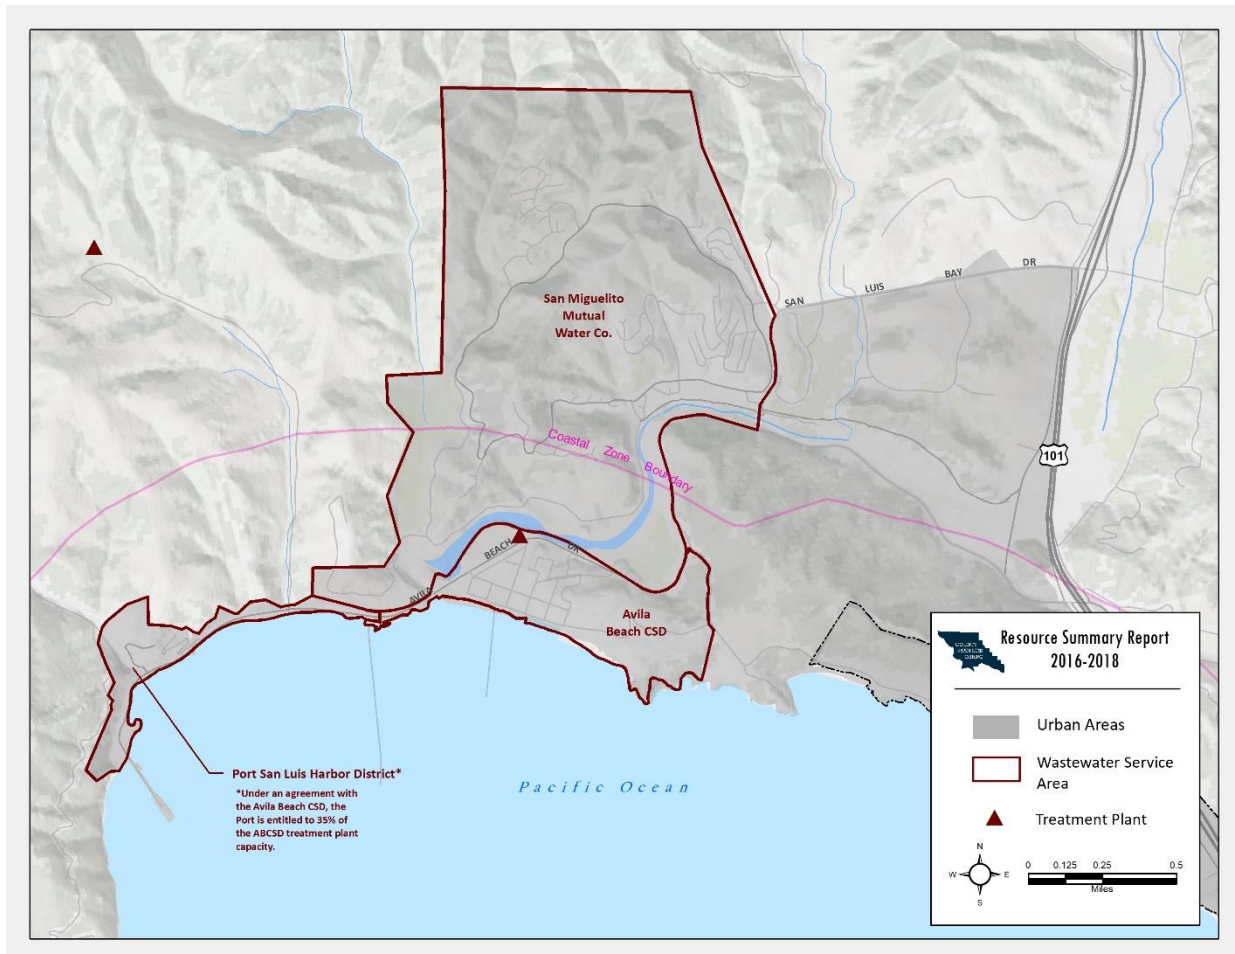 SAN LUIS BAY DR
San Miguelito
Mutual
Water Co.
Coastal Zone Boundary
101
AVILA BEACH DR
Avila
Beach CSD
Port San Luis Harbor District*
*Under an agreement with
the Avila Beach CSD, the
Port is entitled to 35% of
the ABCSD treatment plant
capacity.
Pacific Ocean
Resource Summary Report
2016-2018
Urban Areas
Wastewater Service
Area
Treatment Plant
N
W E
S
0 0.125 0.25 0.5
Miles